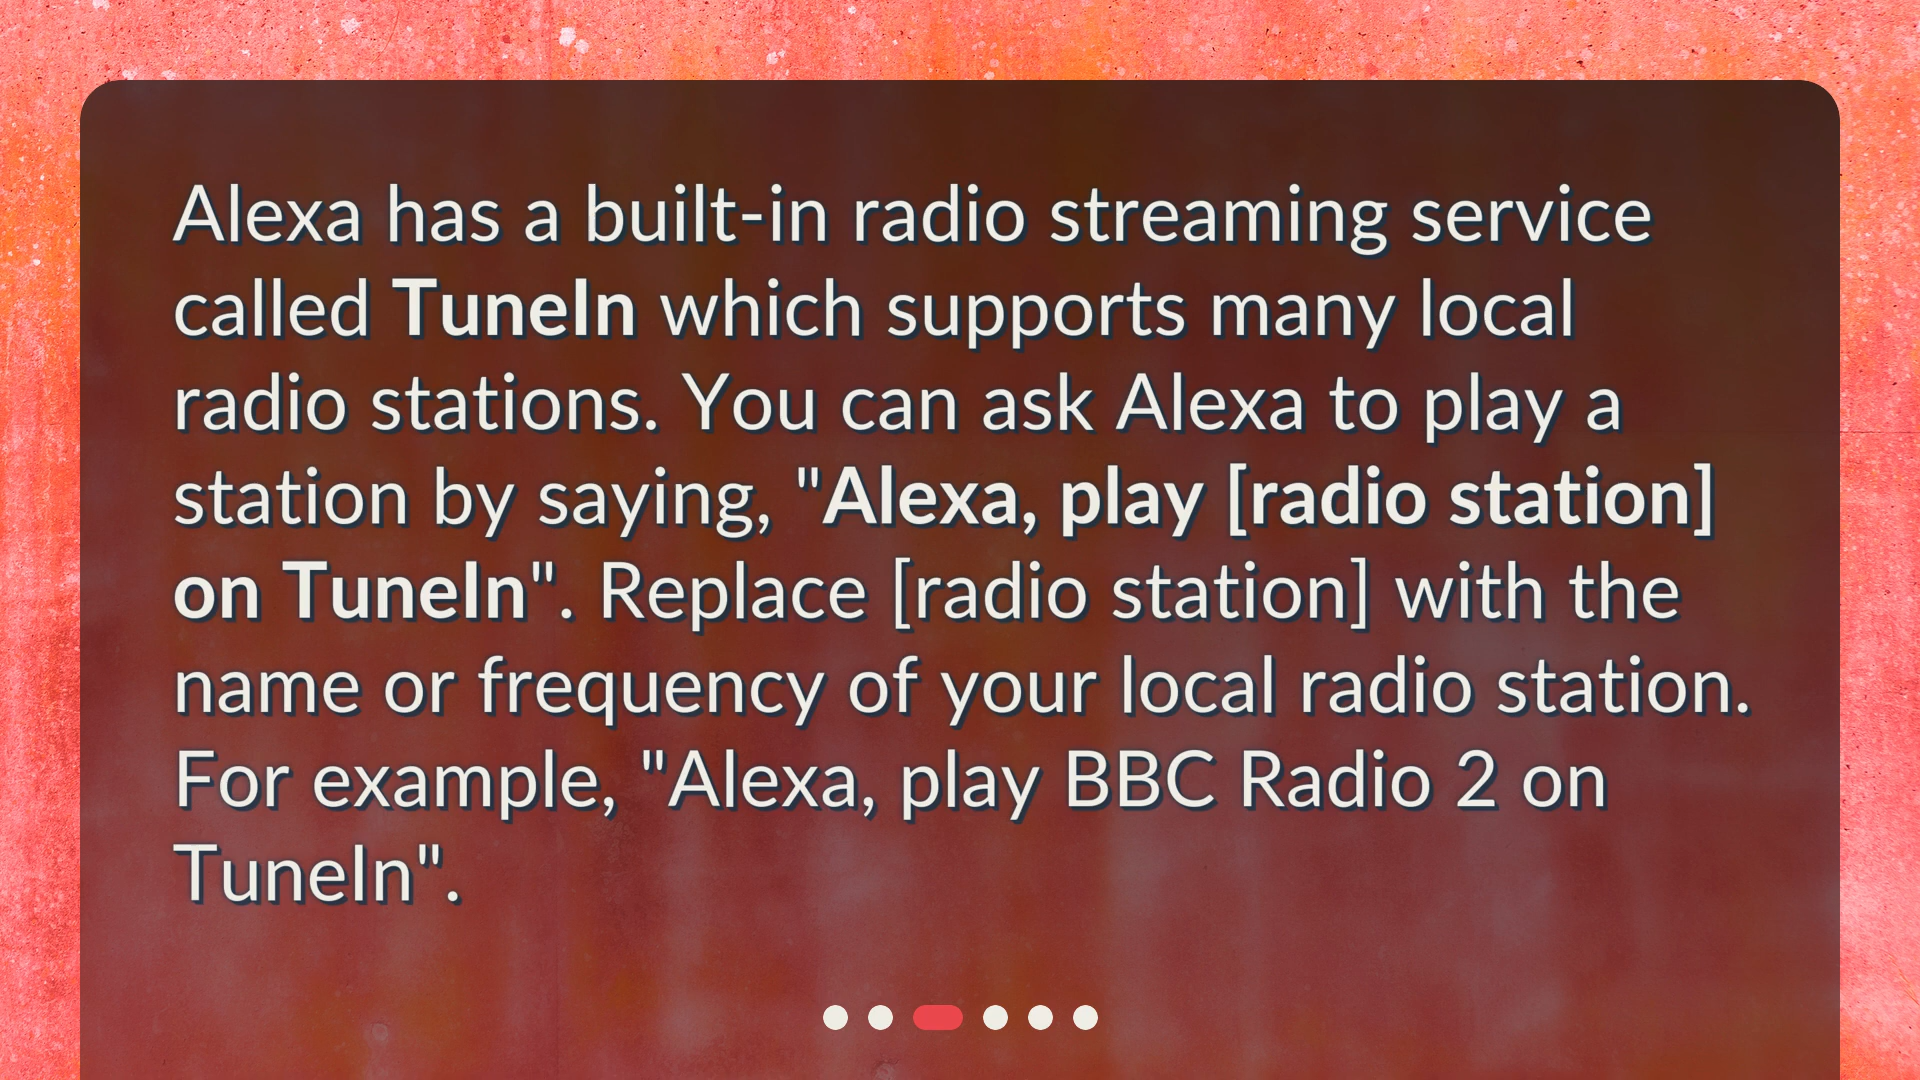 Alexa has a built-in radio streaming service
called TuneIn which supports many local
radio stations. You can ask Alexa to play a
station by saying, "Alexa, play [radio station]
on TuneIn". Replace [radio station] with the
name or frequency of your local radio station.
For example, "Alexa, play BBC Radio 2 on
TuneIn".